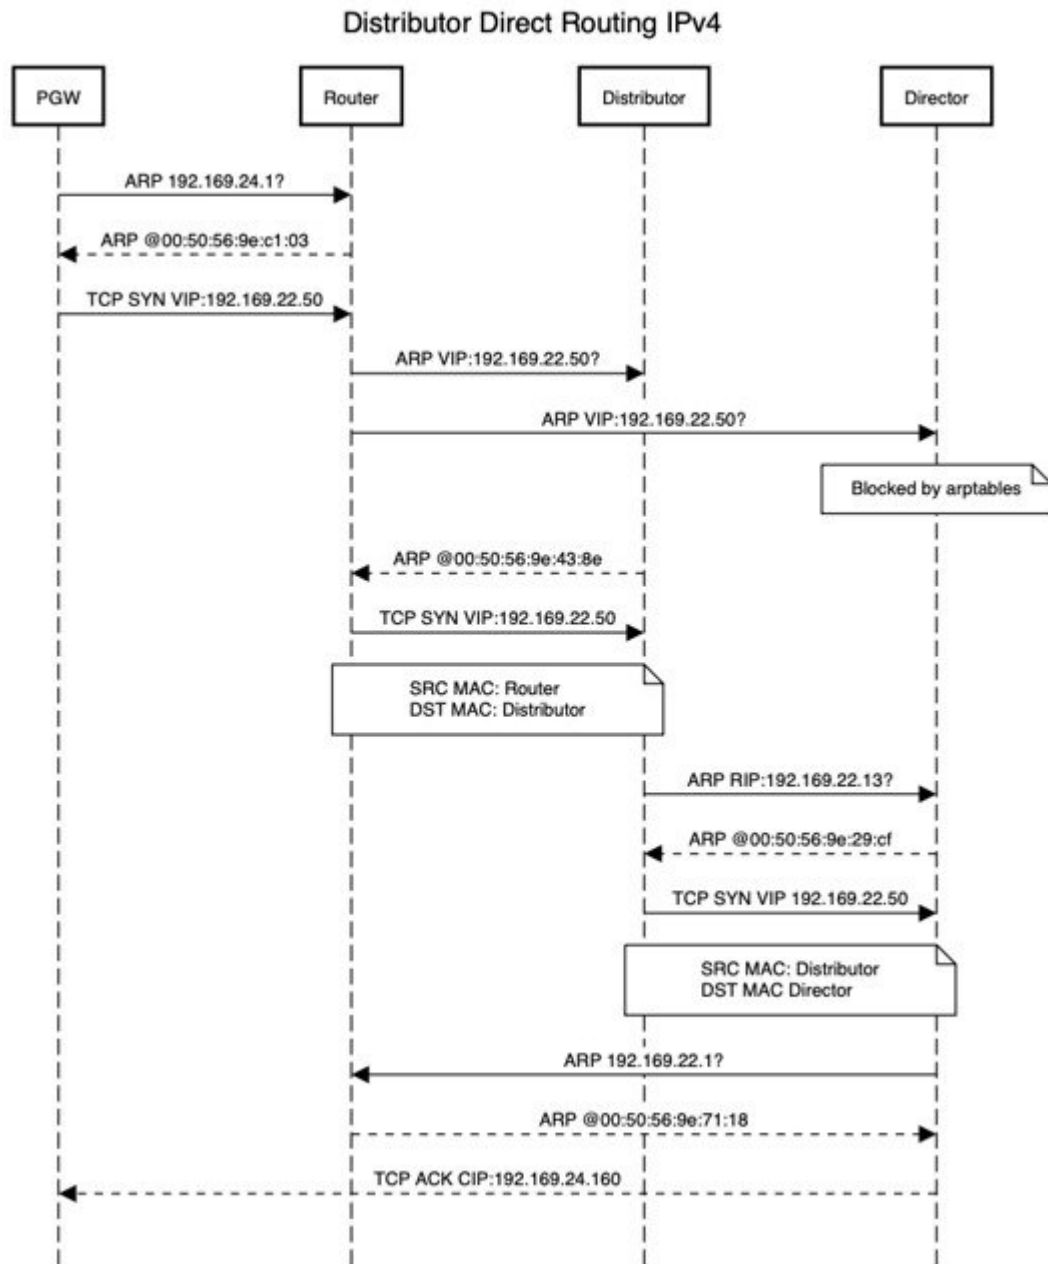 Distributor Direct Routing IPv4
PGW
Router
Distributor
Director
ARP 192.169.24.1?
ARP @00:50:56:9e:c1:03
TCP SYN VIP:192.169.22.50
ARP VIP:192.169.22.50?
ARP VIP:192.169.22.50?
Blocked by arptables
ARP @00:50:56:9e:43:8e
TCP SYN VIP:192.169.22.50
SRC MAC: Router
DST MAC: Distributor
ARP RIP:192.169.22.13?
ARP @00:50:56:9e:29:cf
TCP SYN VIP 192.169.22.50
SRC MAC: Distributor
DST MAC Director
ARP 192.169.22.1?
ARP @00:50:56:9e:71:18
TCP ACK CIP:192.169.24.160